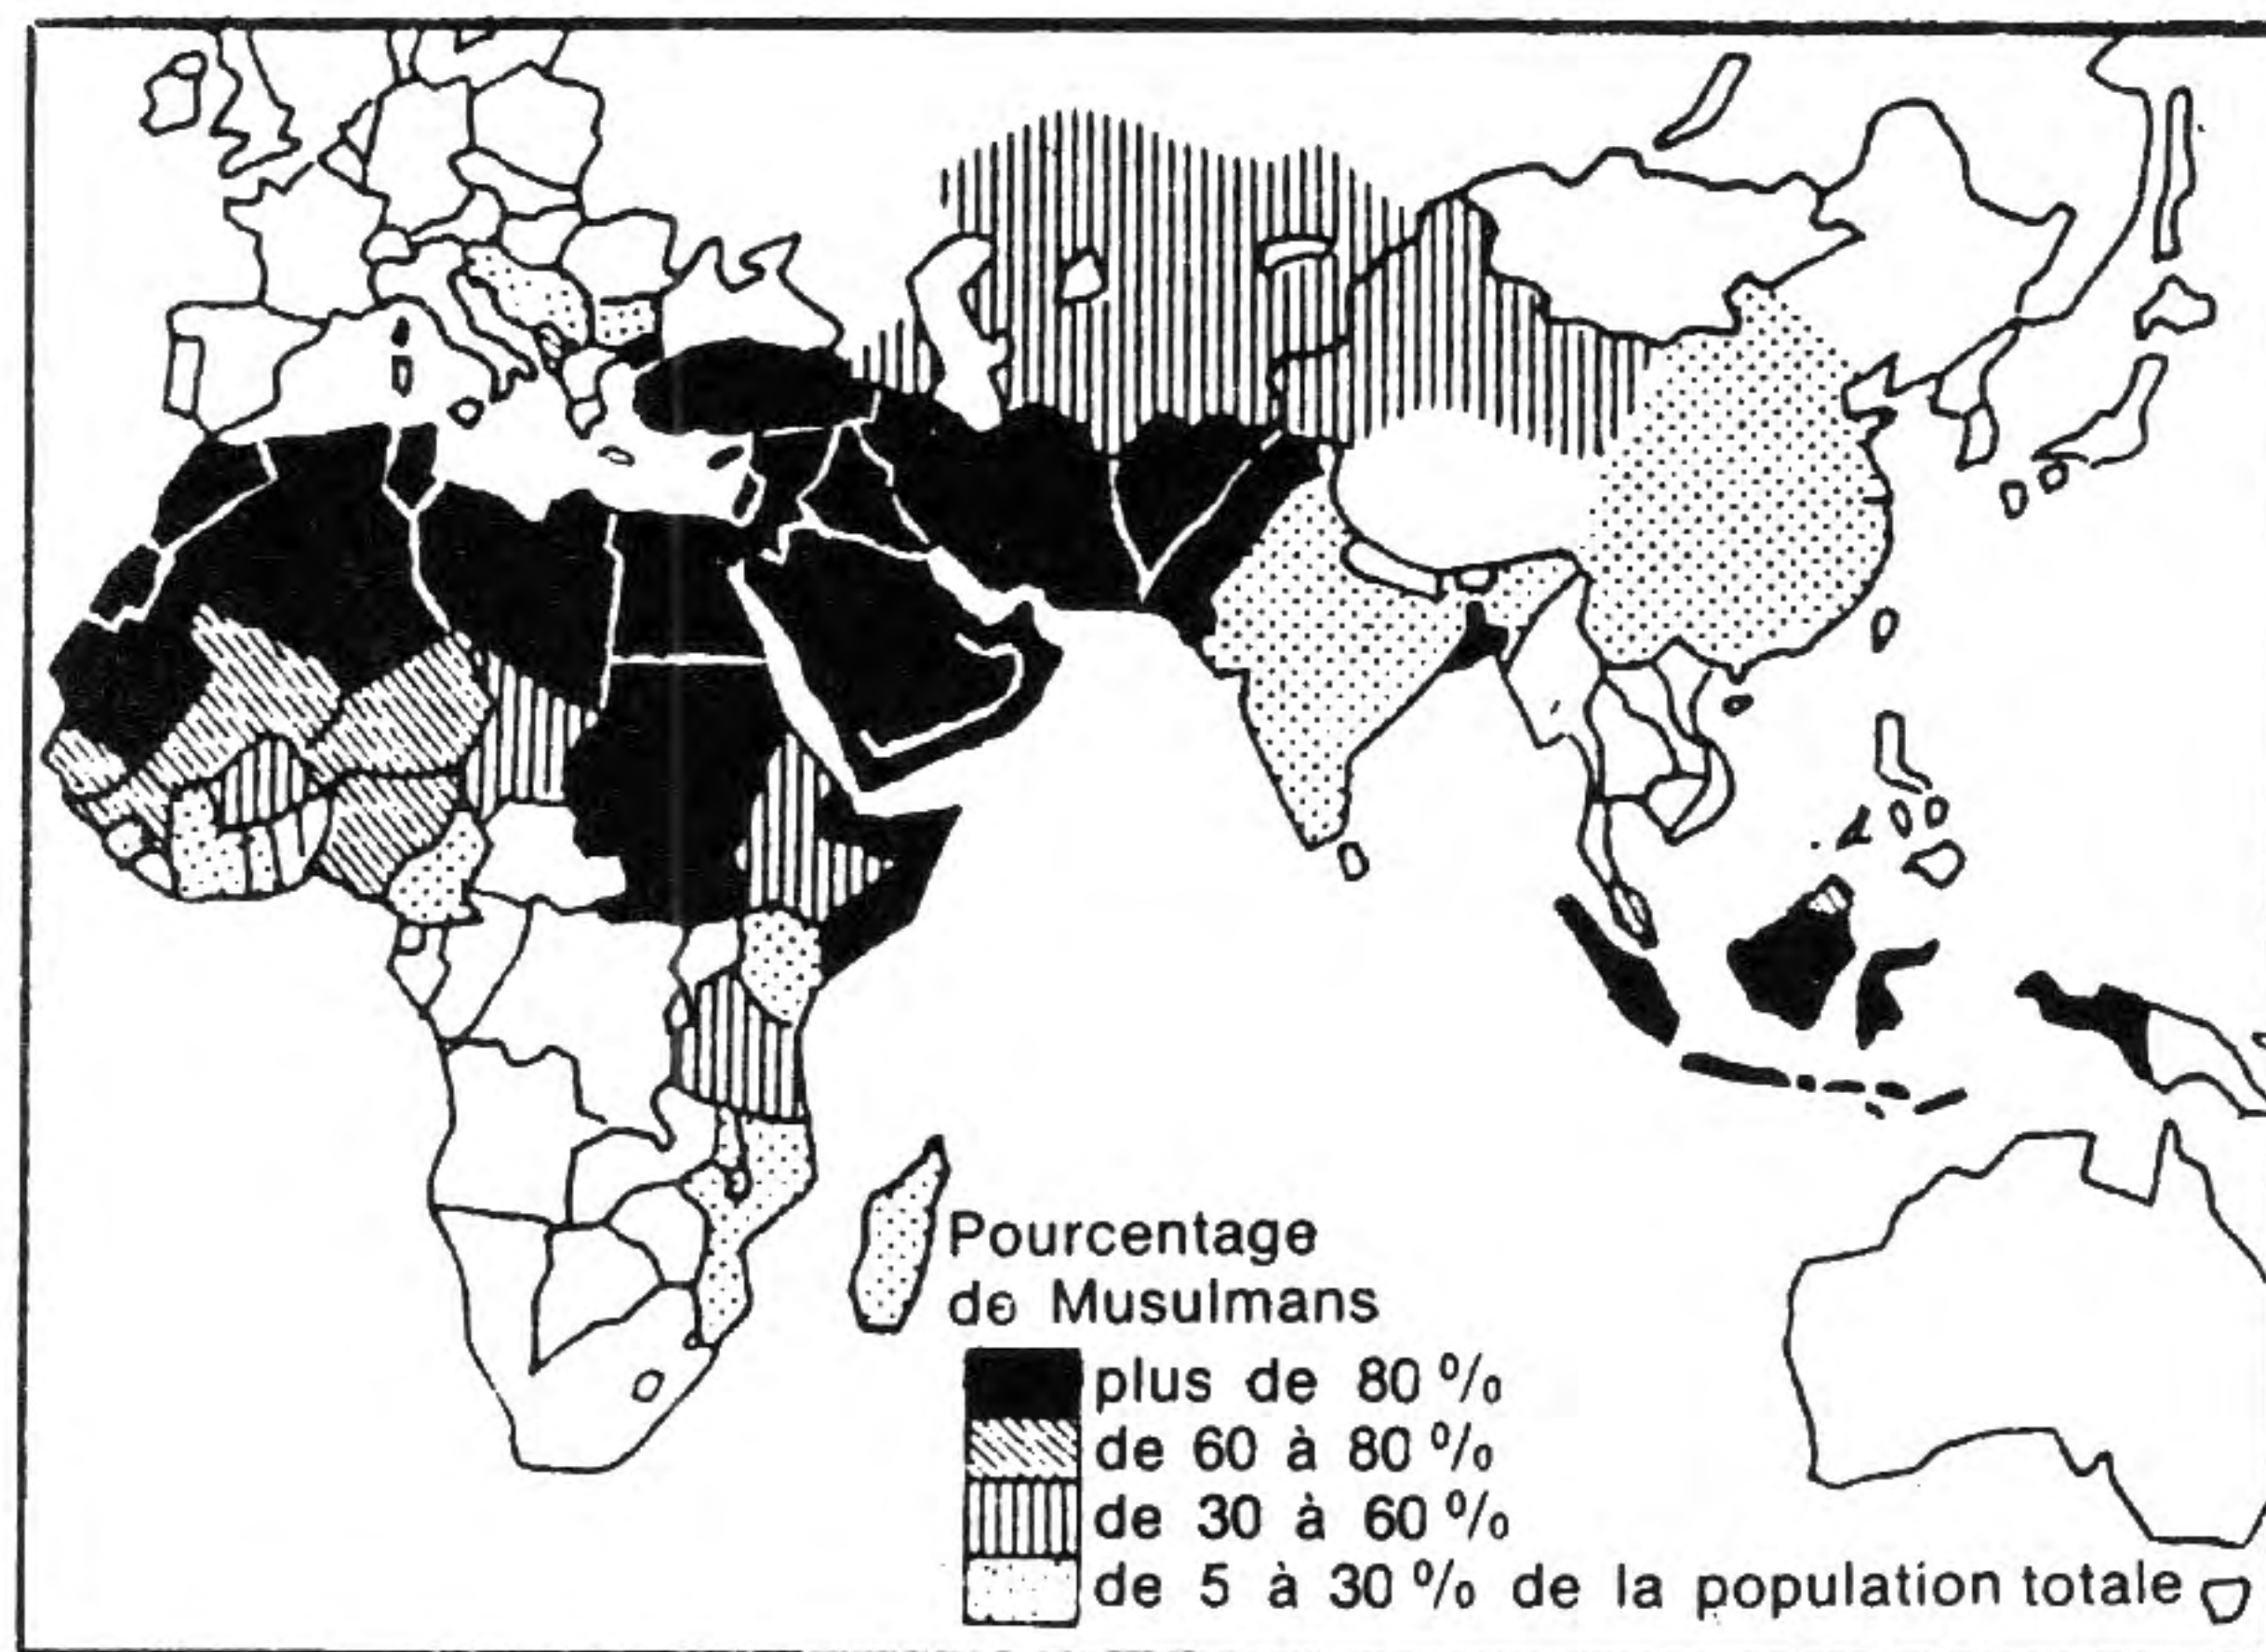 Pourcentage
de Musulmans
plus de 80 %
de 60 à 80 %
de 30 à 60 %
de 5 à 30 % de la population totale